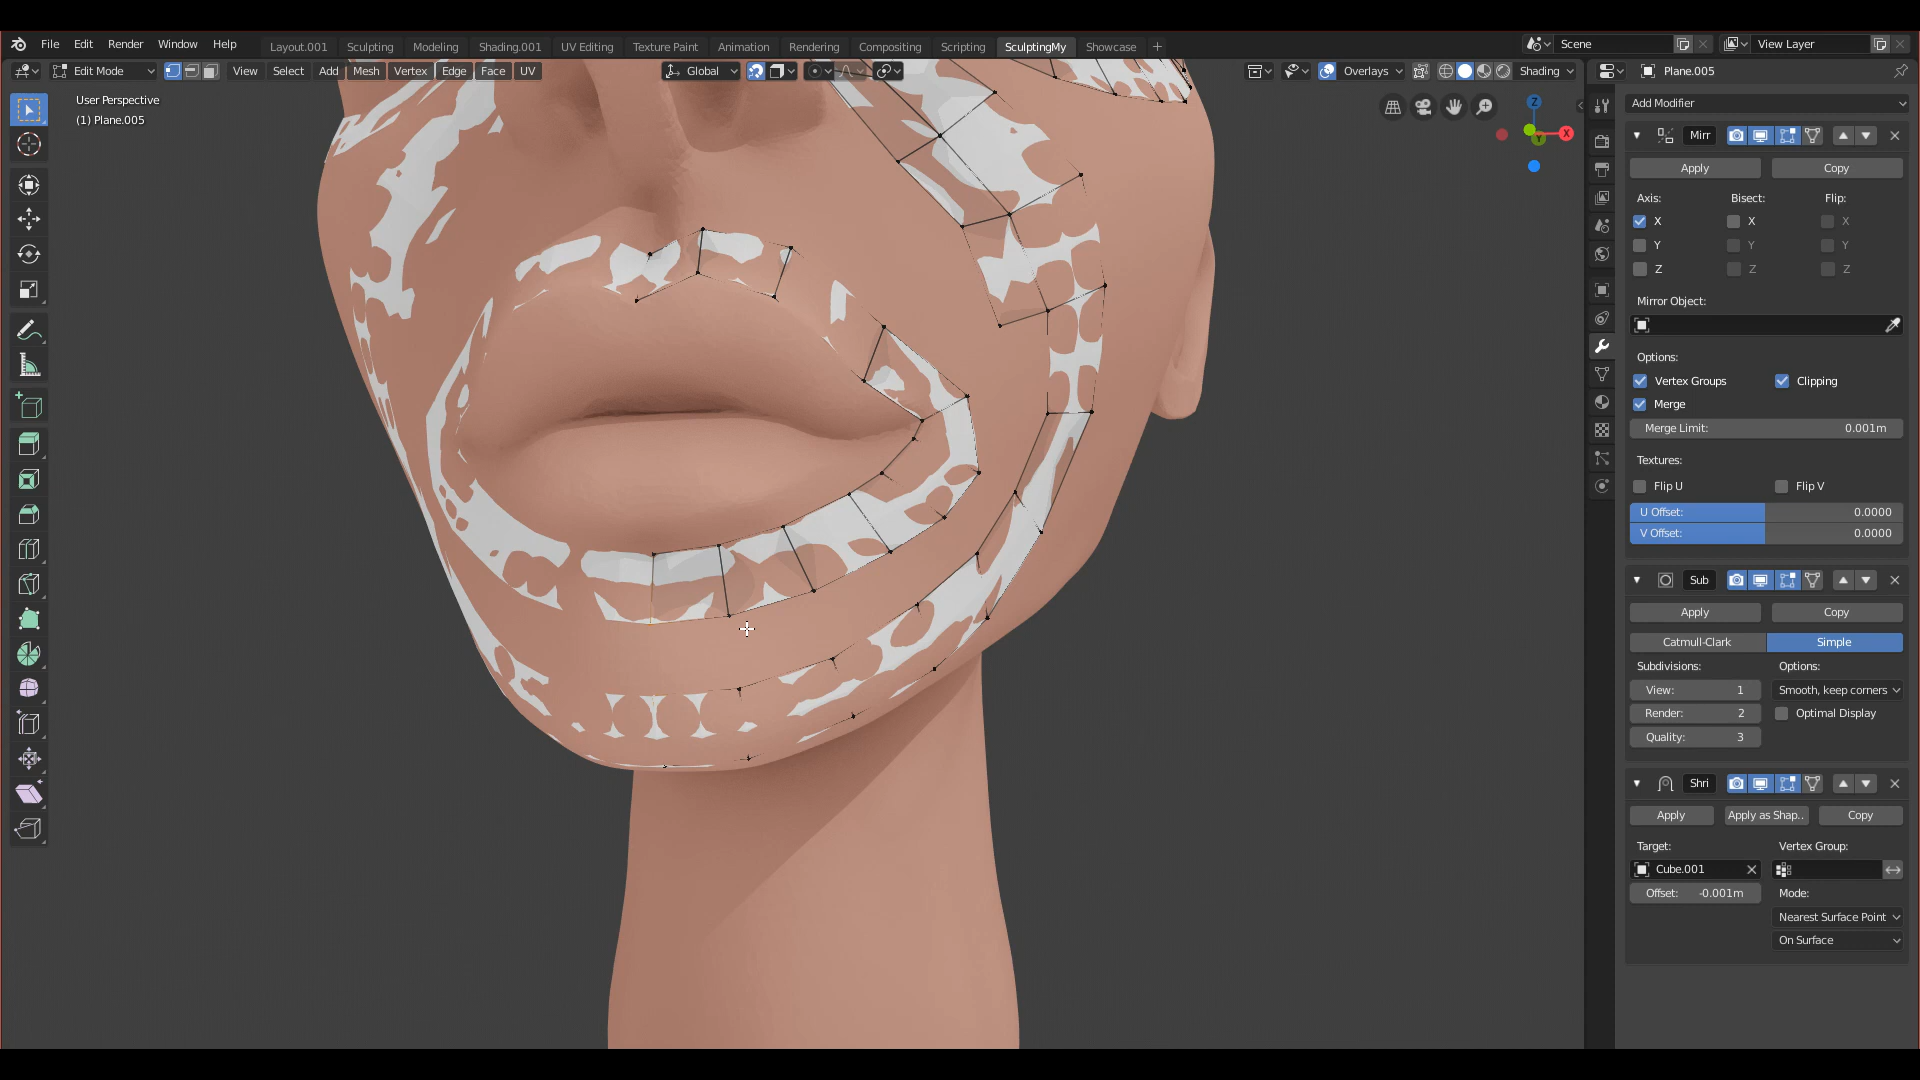 File Edit Render Window Help Layout.001 Sculpting Modeling Shading.001 UV Editing Texture Paint Animation Rendering Compositing Scripting SculptingMy Showcase + Scene View Layer
Edit Mode View Select Add Mesh Vertex Edge Face UV Global Overlays Shading Plane.005
User Perspective
(1) Plane.005
Z
X
Y
Add Modifier
Mirr
Apply Copy
Axis: Bisect: Flip:
X X X
Y Y Y
Z Z Z
Mirror Object:
Options:
Vertex Groups Clipping
Merge
Merge Limit: 0.001m
Textures:
Flip U Flip V
U Offset: 0.0000
V Offset: 0.0000
Sub
Apply Copy
Catmull-Clark Simple
Subdivisions: Options:
View: 1 Smooth, keep corners
Render: 2 Optimal Display
Quality: 3
Shri
Apply Apply as Shap.. Copy
Target: Vertex Group:
Cube.001
Offset: -0.001m Mode:
Nearest Surface Point
On Surface